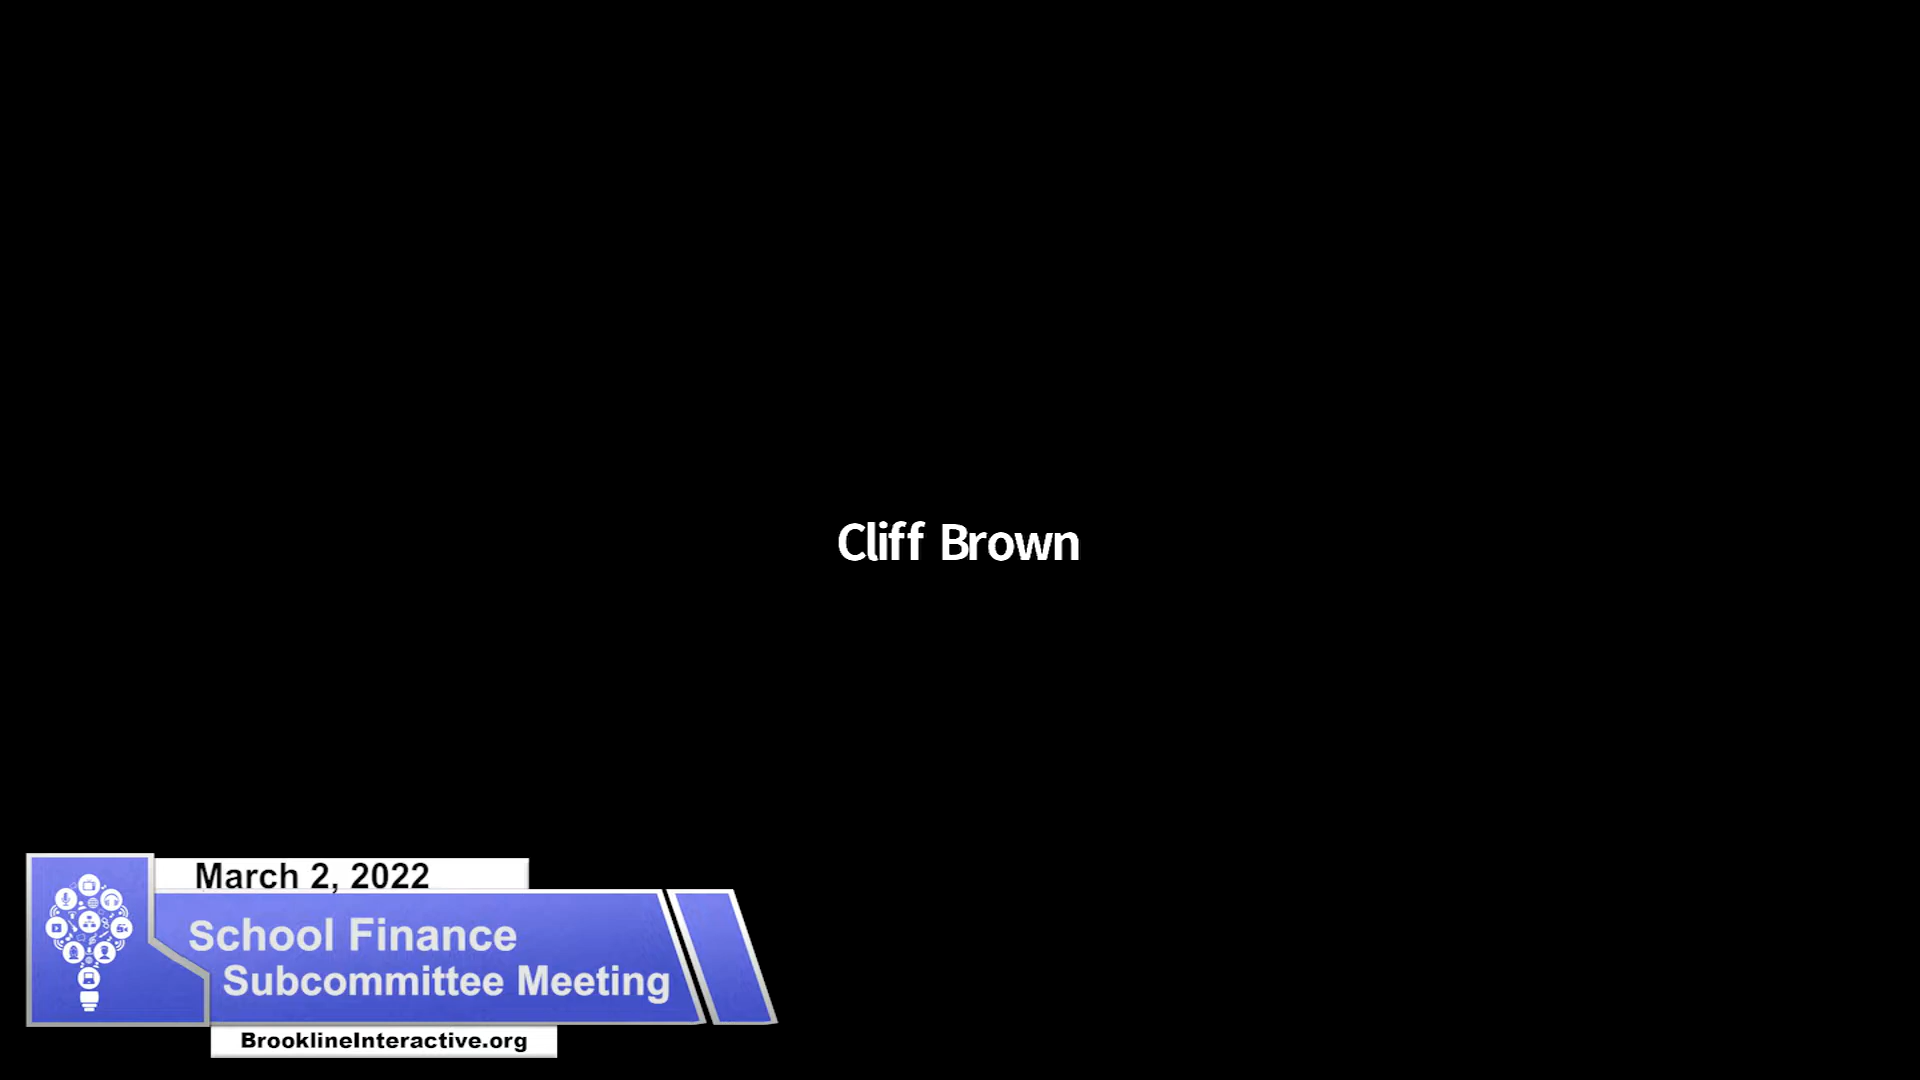 Cliff Brown
March 2, 2022
School Finance
Subcommittee Meeting
BrooklineInteractive.org